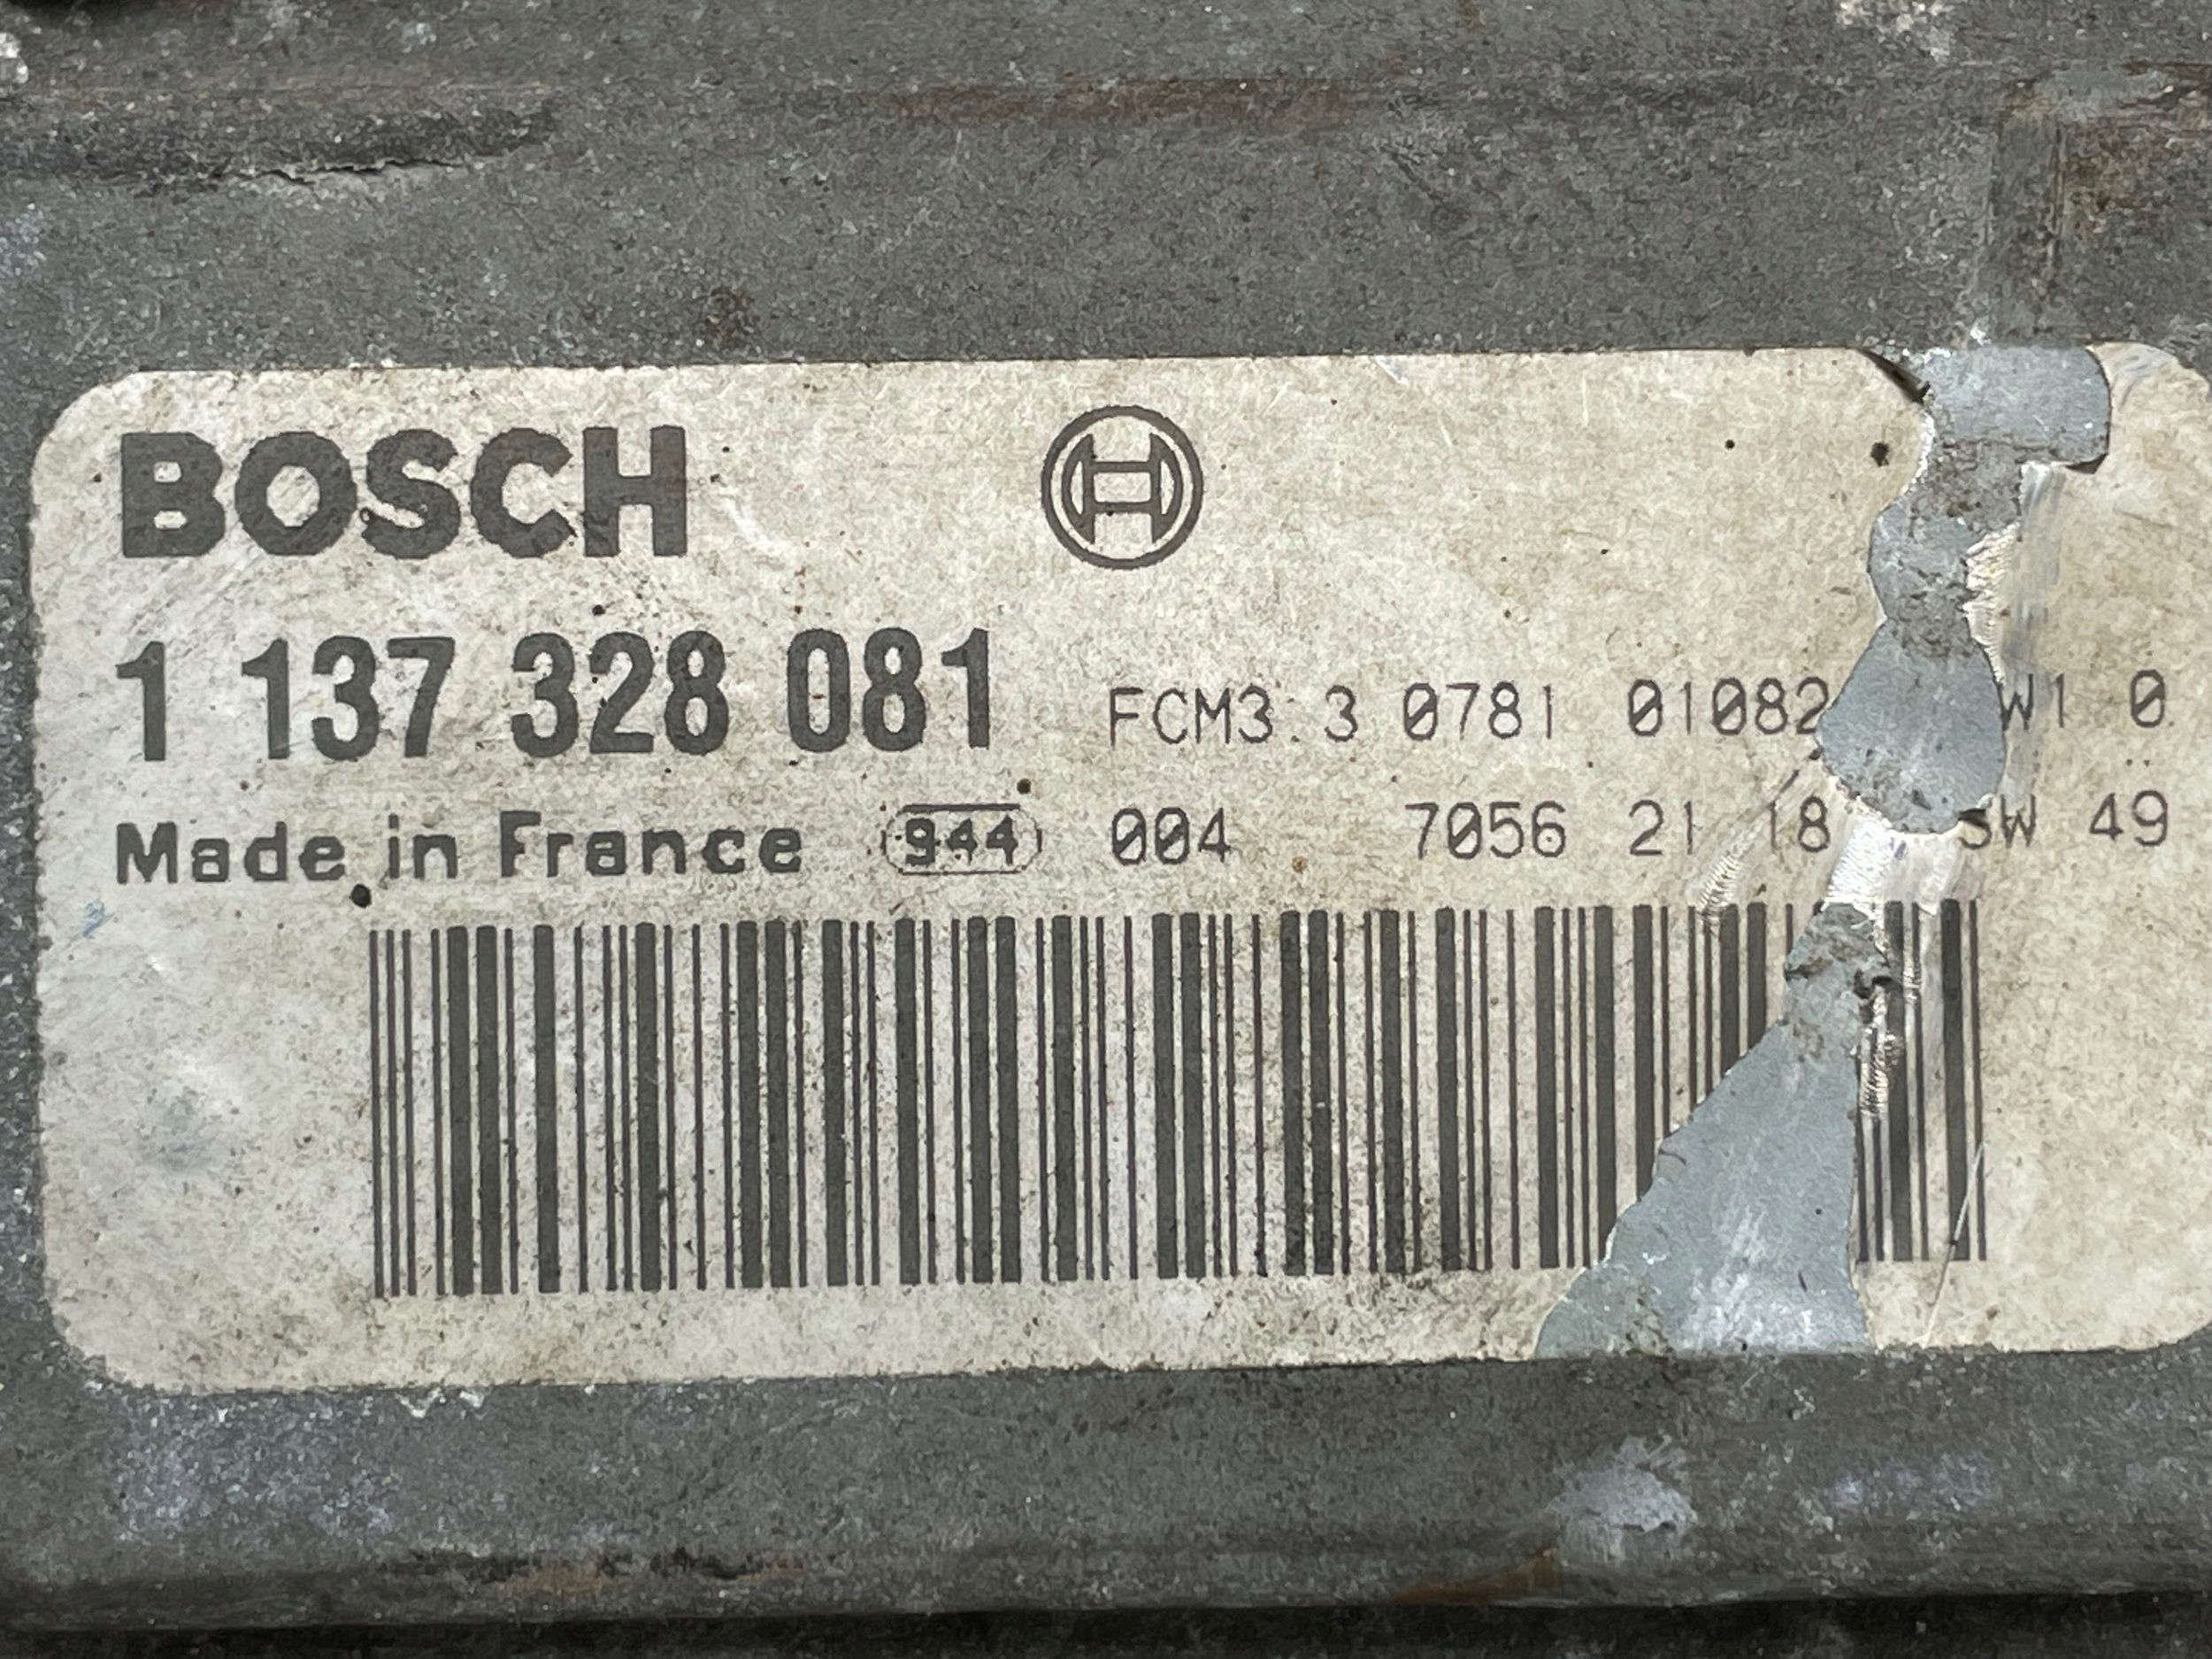 BOSCH
1 137 328 081 FCM3.3 0781 01082 W1 0
Made in France 944 004 7056 21 18 SW 49